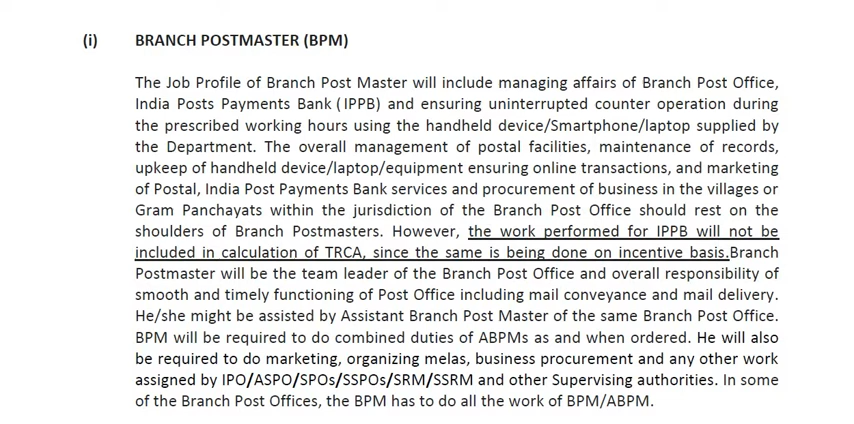 (i) BRANCH POSTMASTER (BPM)
The Job Profile of Branch Post Master will include managing affairs of Branch Post Office,
India Posts Payments Bank (IPPB) and ensuring uninterrupted counter operation during
the prescribed working hours using the handheld device/Smartphone/laptop supplied by
the Department. The overall management of postal facilities, maintenance of records,
upkeep of handheld device/laptop/equipment ensuring online transactions, and marketing
of Postal, India Post Payments Bank services and procurement of business in the villages or
Gram Panchayats within the jurisdiction of the Branch Post Office should rest on the
shoulders of Branch Postmasters. However, the work performed for IPPB will not be
included in calculation of TRCA, since the same is being done on incentive basis.Branch
Postmaster will be the team leader of the Branch Post Office and overall responsibility of
smooth and timely functioning of Post Office including mail conveyance and mail delivery.
He/she might be assisted by Assistant Branch Post Master of the same Branch Post Office.
BPM will be required to do combined duties of ABPMs as and when ordered. He will also
be required to do marketing, organizing melas, business procurement and any other work
assigned by IPO/ASPO/SPOs/SSPOs/SRM/SSRM and other Supervising authorities. In some
of the Branch Post Offices, the BPM has to do all the work of BPM/ABPM.